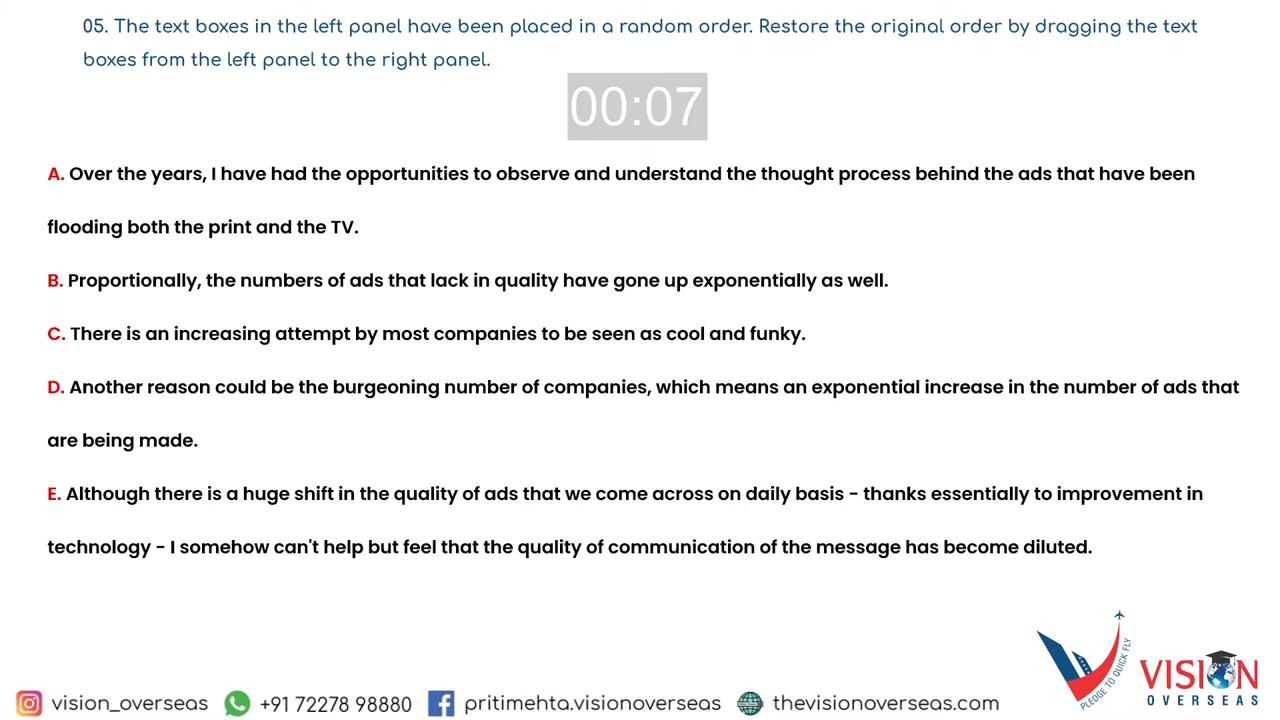 05. The text boxes in the left panel have been placed in a random order. Restore the original order by dragging the text
boxes from the left panel to the right panel.
00:07
A. Over the years, I have had the opportunities to observe and understand the thought process behind the ads that have been
flooding both the print and the TV.
B. Proportionally, the numbers of ads that lack in quality have gone up exponentially as well.
C. There is an increasing attempt by most companies to be seen as cool and funky.
D. Another reason could be the burgeoning number of companies, which means an exponential increase in the number of ads that
are being made.
E. Although there is a huge shift in the quality of ads that we come across on daily basis - thanks essentially to improvement in
technology - I somehow can't help but feel that the quality of communication of the message has become diluted.
PLEDGE TO QUICK FLY
VISION
OVERSEAS
vision_overseas +91 72278 98880 pritimehta.visionoverseas thevisionoverseas.com